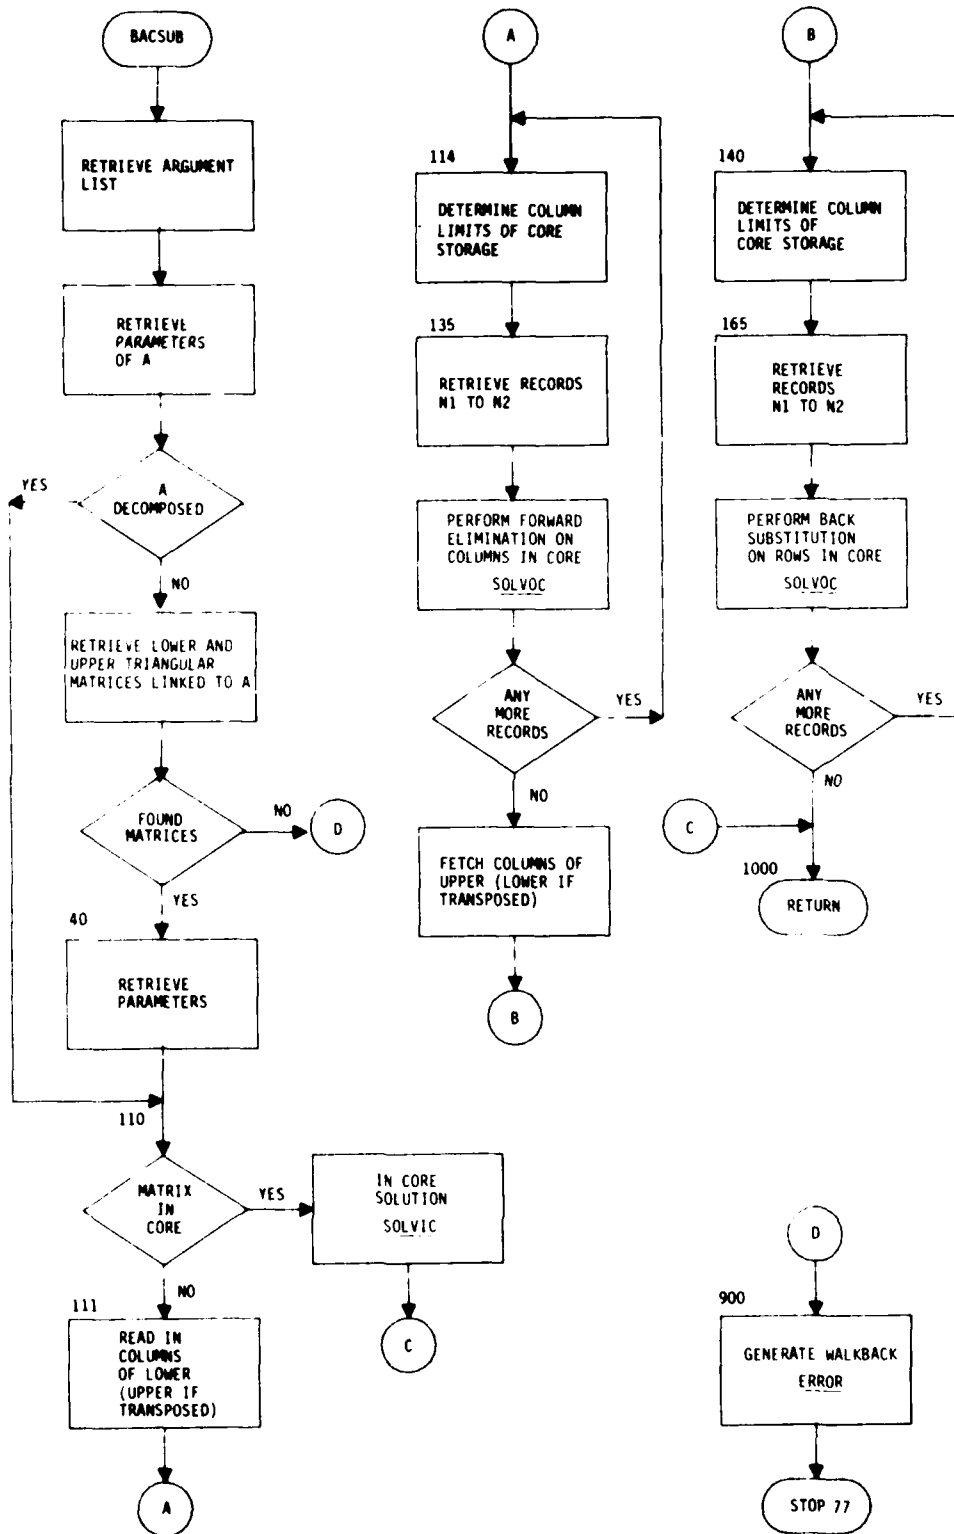 BACSUB
RETRIEVE ARGUMENT
LIST
RETRIEVE
PARAMETERS
OF A
YES
A
DECOMPOSED
NO
RETRIEVE LOWER AND
UPPER TRIANGULAR
MATRICES LINKED TO A
FOUND
MATRICES
NO
D
YES
40
RETRIEVE
PARAMETERS
110
MATRIX
IN
CORE
YES
IN CORE
SOLUTION
SOLVIC
C
NO
111
READ IN
COLUMNS
OF LOWER
(UPPER IF
TRANSPOSED)
A
A
114
DETERMINE COLUMN
LIMITS OF CORE
STORAGE
135
RETRIEVE RECORDS
N1 TO N2
PERFORM FORWARD
ELIMINATION ON
COLUMNS IN CORE
SOLVOC
ANY
MORE
RECORDS
YES
NO
FETCH COLUMNS OF
UPPER (LOWER IF
TRANSPOSED)
B
B
140
DETERMINE COLUMN
LIMITS OF
CORE STORAGE
165
RETRIEVE
RECORDS
N1 TO N2
PERFORM BACK
SUBSTITUTION
ON ROWS IN CORE
SOLVOC
ANY
MORE
RECORDS
YES
NO
C
1000
RETURN
D
900
GENERATE WALKBACK
ERROR
STOP 77